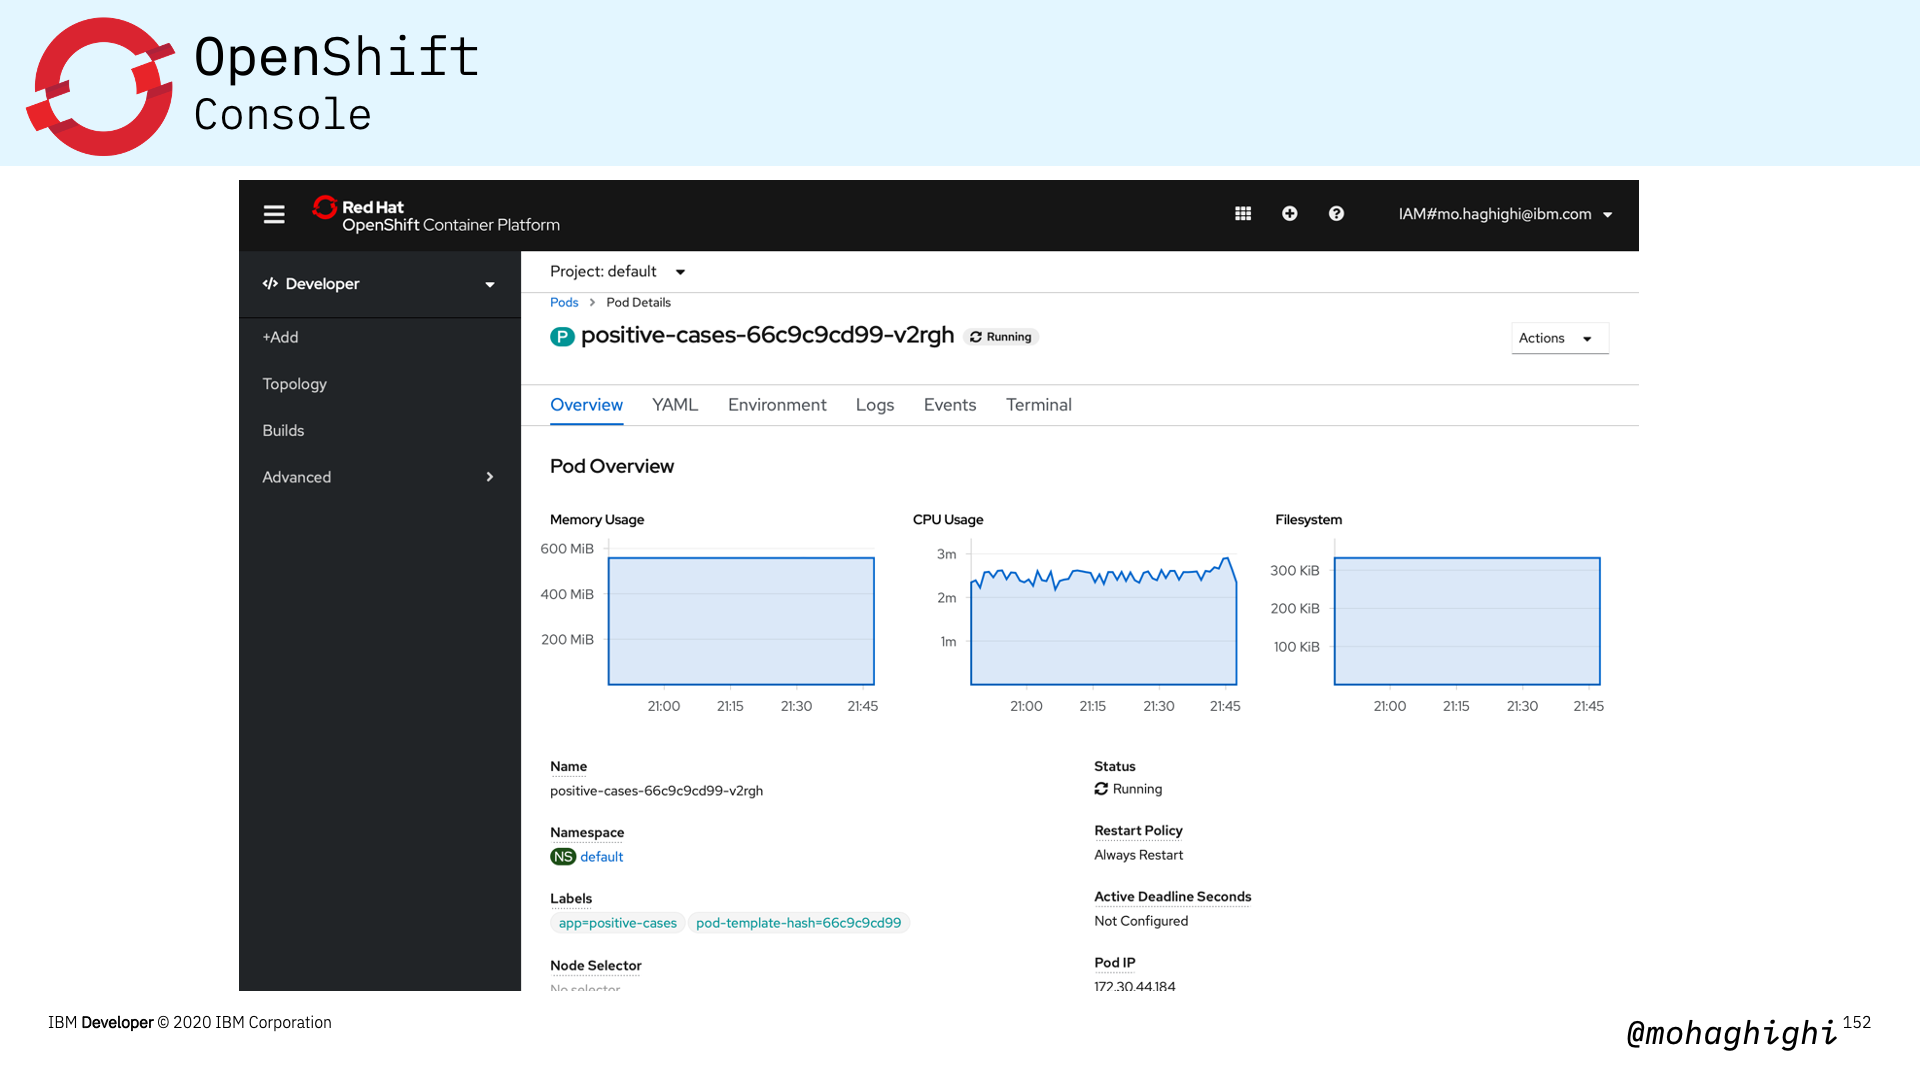 OpenShift
Console
Red Hat
OpenShift Container Platform
IAM#mo.haghighi@ibm.com
Developer
+Add
Topology
Builds
Advanced
Project: default
Pods > Pod Details
P positive-cases-66c9c9cd99-v2rgh Running
Actions
Overview YAML Environment Logs Events Terminal
Pod Overview
Memory Usage
600 MiB
400 MiB
200 MiB
21:00 21:15 21:30 21:45
CPU Usage
3m
2m
1m
21:00 21:15 21:30 21:45
Filesystem
300 KiB
200 KiB
100 KiB
21:00 21:15 21:30 21:45
Name
positive-cases-66c9c9cd99-v2rgh
Namespace
NS default
Labels
app=positive-cases pod-template-hash=66c9c9cd99
Node Selector
No selector
Status
Running
Restart Policy
Always Restart
Active Deadline Seconds
Not Configured
Pod IP
172.30.44.184
IBM Developer © 2020 IBM Corporation
@mohaghighi
152